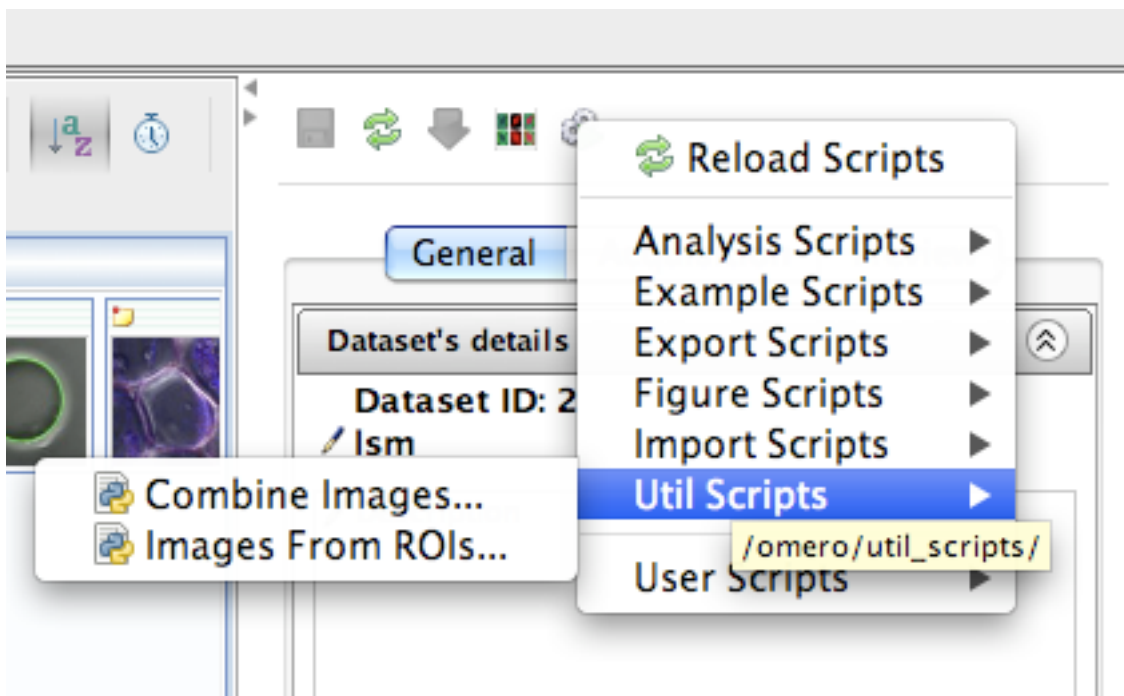 a
z
Reload Scripts
General
Analysis Scripts
Example Scripts
Dataset's details
Export Scripts
Dataset ID: 2
Figure Scripts
lsm
Import Scripts
Combine Images...
Util Scripts
Images From ROIs...
/omero/util_scripts/
User Scripts